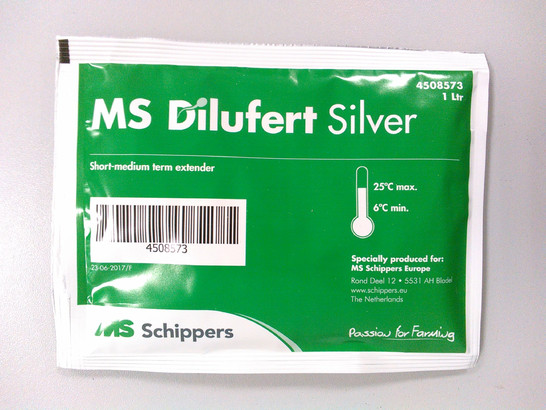 4508573
1 Ltr
MS Dilufert Silver
Short-medium term extender
25°C max.
6°C min.
4508573
23-06-2017/F
Specially produced for:
MS Schippers Europe
Rond Deel 12 • 5531 AH Bladel
www.schippers.eu
The Netherlands
MS Schippers
Passion for Farming